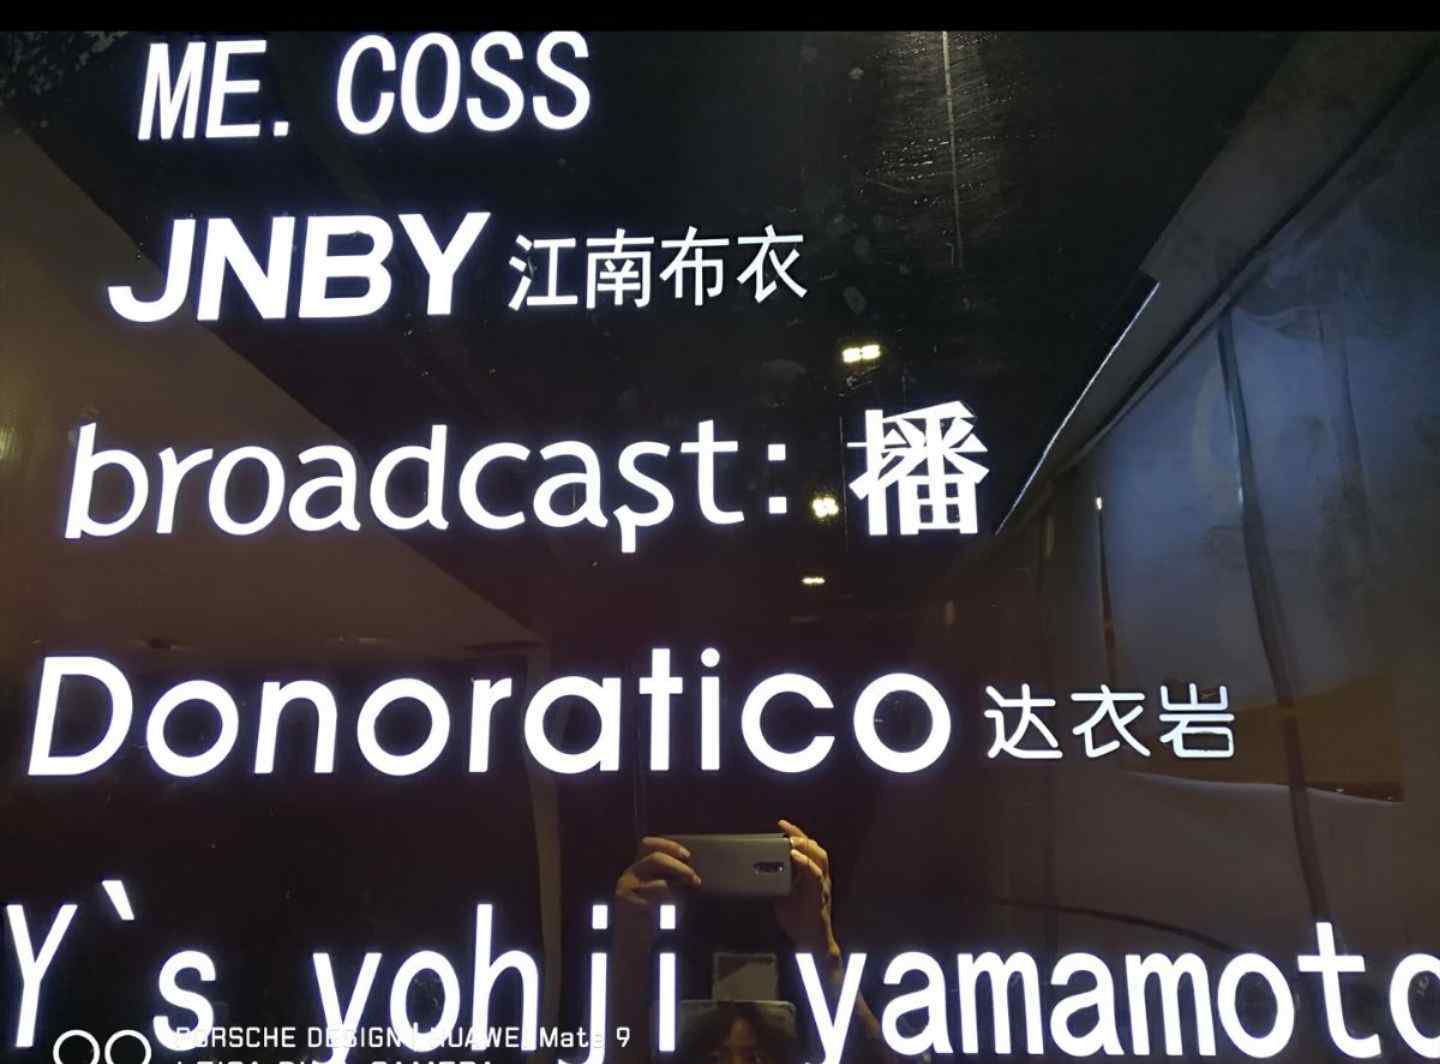 ME. COSS
JNBY 江南布衣
broadcast:播
Donoratico 达衣岩
Y`s yohji yamamoto
PORSCHE DESIGN | HUAWEI Mate 9